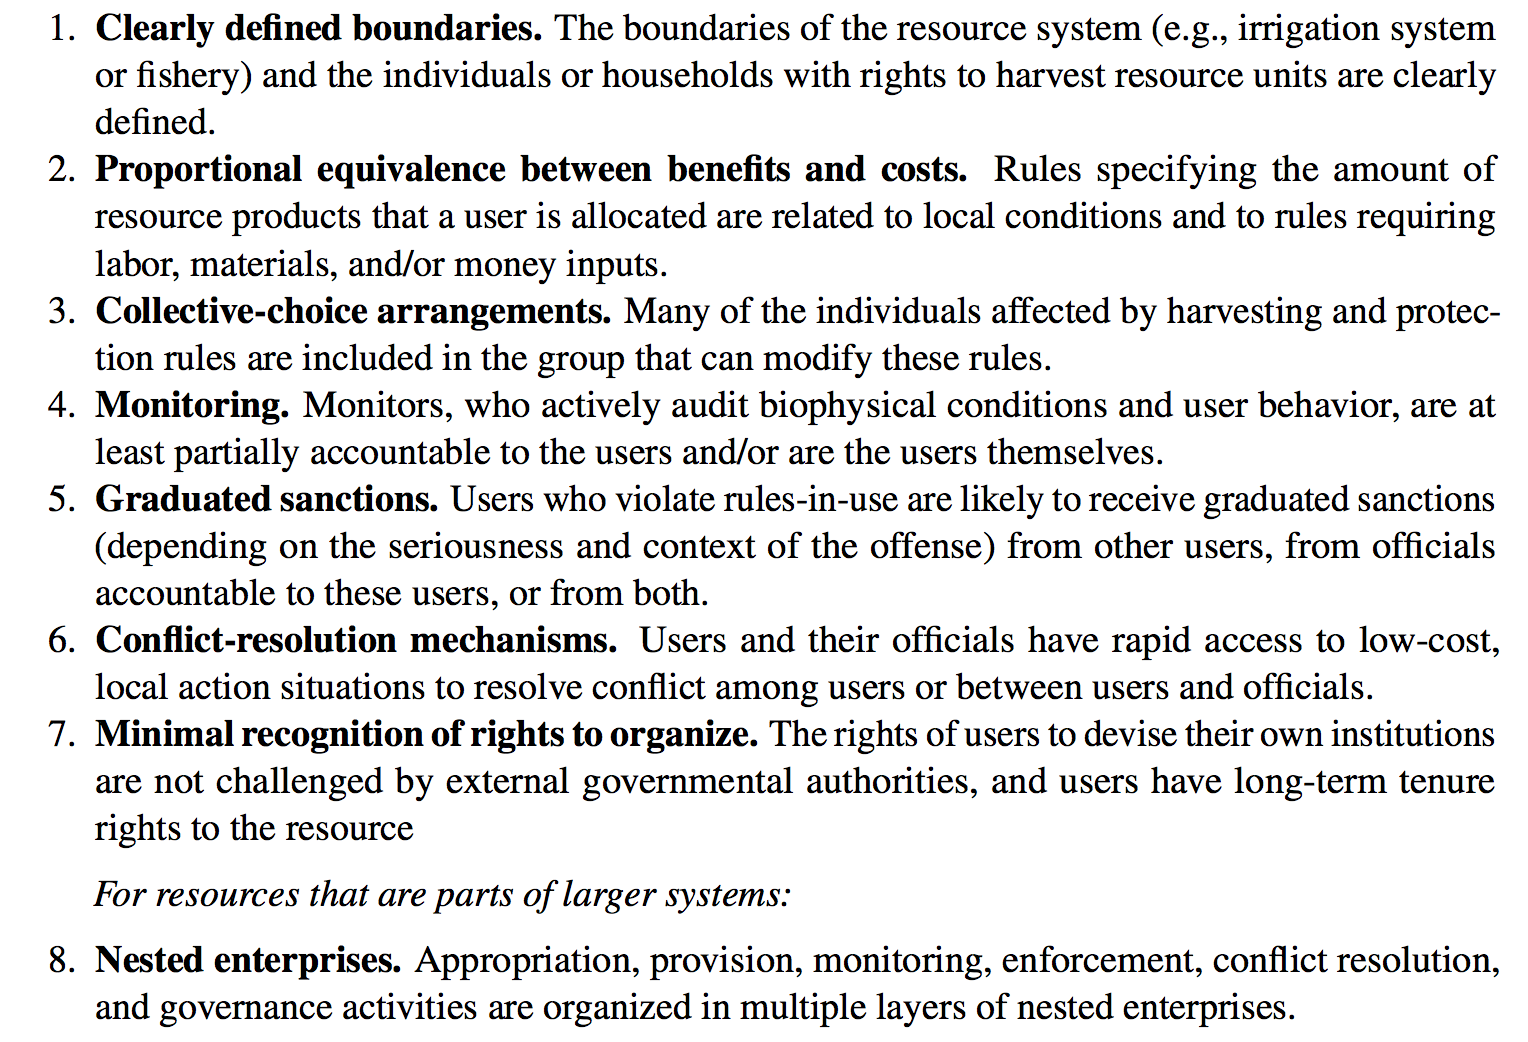 1. Clearly defined boundaries. The boundaries of the resource system (e.g., irrigation system
or fishery) and the individuals or households with rights to harvest resource units are clearly
defined.
2. Proportional equivalence between benefits and costs. Rules specifying the amount of
resource products that a user is allocated are related to local conditions and to rules requiring
labor, materials, and/or money inputs.
3. Collective-choice arrangements. Many of the individuals affected by harvesting and protec-
tion rules are included in the group that can modify these rules.
4. Monitoring. Monitors, who actively audit biophysical conditions and user behavior, are at
least partially accountable to the users and/or are the users themselves.
5. Graduated sanctions. Users who violate rules-in-use are likely to receive graduated sanctions
(depending on the seriousness and context of the offense) from other users, from officials
accountable to these users, or from both.
6. Conflict-resolution mechanisms. Users and their officials have rapid access to low-cost,
local action situations to resolve conflict among users or between users and officials.
7. Minimal recognition of rights to organize. The rights of users to devise their own institutions
are not challenged by external governmental authorities, and users have long-term tenure
rights to the resource
For resources that are parts of larger systems:
8. Nested enterprises. Appropriation, provision, monitoring, enforcement, conflict resolution,
and governance activities are organized in multiple layers of nested enterprises.